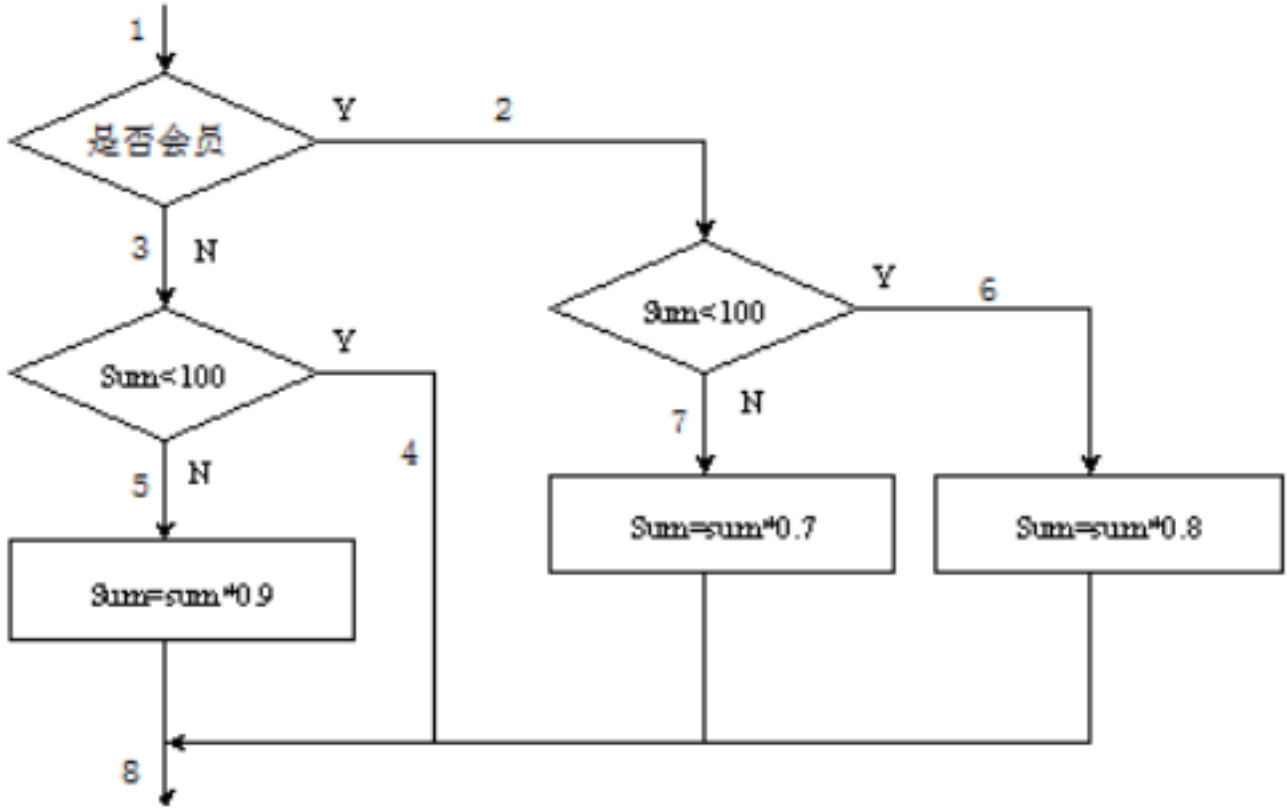 1
是否会员
Y
2
3
N
Sum<100
Y
6
Sum<100
Y
7
N
4
5
N
Sum=sum*0.7
Sum=sum*0.8
Sum=sum*0.9
8